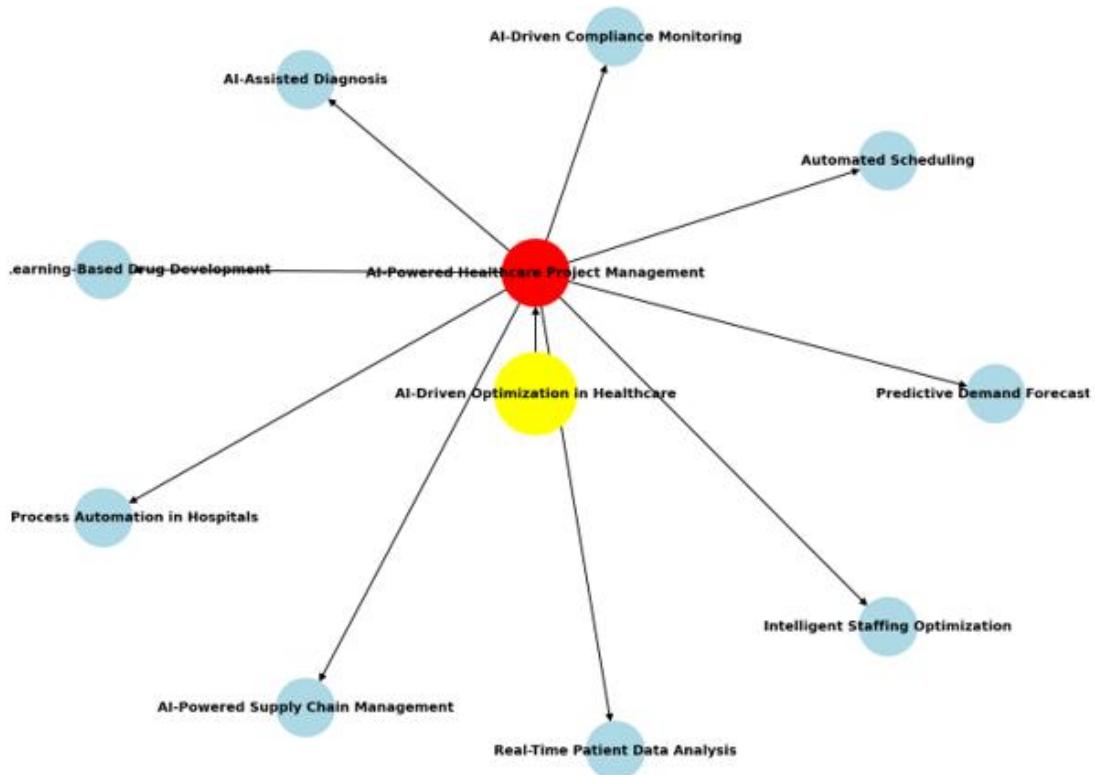 AI-Driven Compliance Monitoring
AI-Assisted Diagnosis
Automated Scheduling
earning-Based Drug Development
AI-Powered Healthcare Project Management
AI-Driven Optimization in Healthcare
Predictive Demand Forecast
Process Automation in Hospitals
Intelligent Staffing Optimization
AI-Powered Supply Chain Management
Real-Time Patient Data Analysis